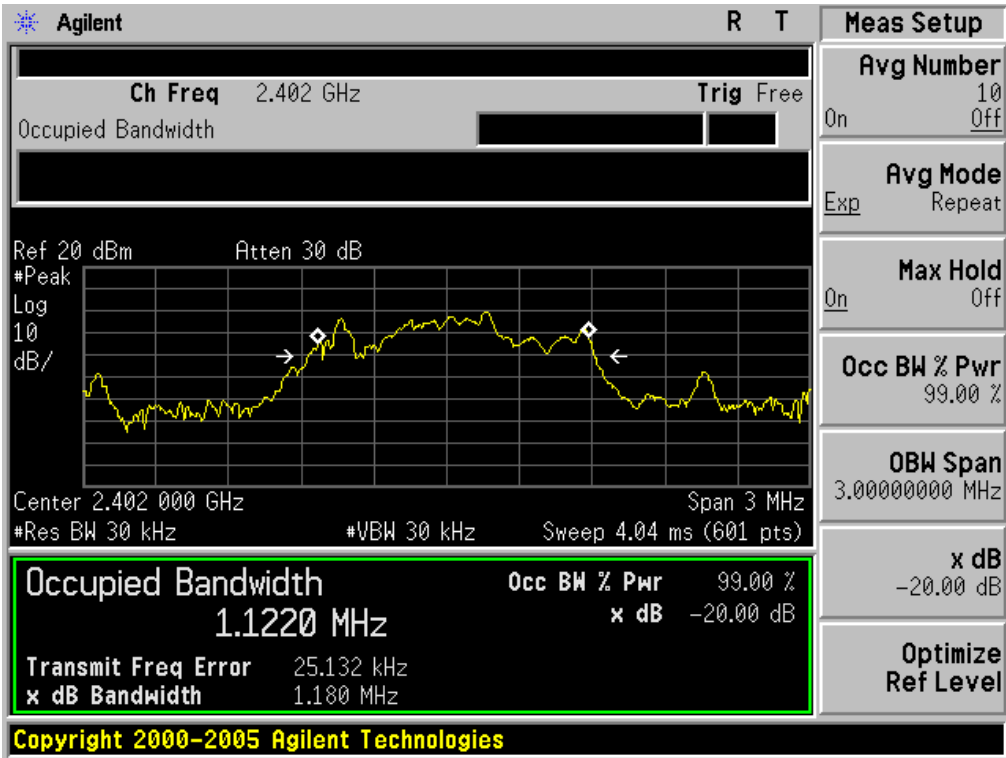 Agilent R T
Ch Freq 2.402 GHz Trig Free
Occupied Bandwidth
Ref 20 dBm Atten 30 dB
#Peak
Log
10
dB/
Center 2.402 000 GHz Span 3 MHz
#Res BW 30 kHz #VBW 30 kHz Sweep 4.04 ms (601 pts)
Occupied Bandwidth Occ BW % Pwr 99.00 %
1.1220 MHz x dB -20.00 dB
Transmit Freq Error 25.132 kHz
x dB Bandwidth 1.180 MHz
Copyright 2000-2005 Agilent Technologies
Meas Setup
Avg Number
10
On Off
Avg Mode
Exp Repeat
Max Hold
On Off
Occ BW % Pwr
99.00 %
OBW Span
3.00000000 MHz
x dB
-20.00 dB
Optimize
Ref Level